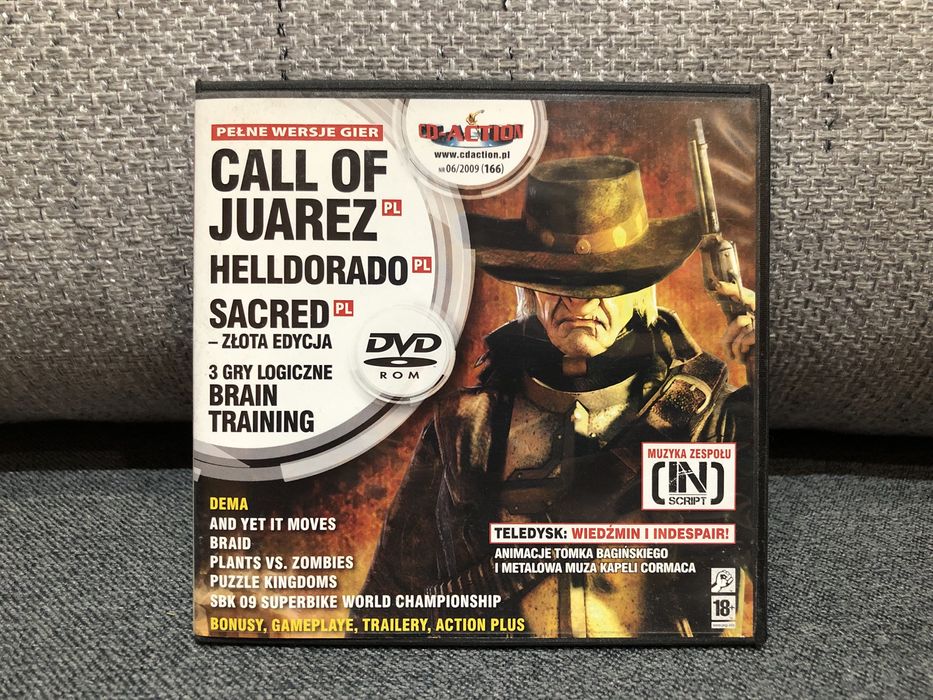 PEŁNE WERSJE GIER
CALL OF
JUAREZ PL
HELLDORADO PL
SACRED PL
– ZŁOTA EDYCJA
3 GRY LOGICZNE
BRAIN
TRAINING
CD-ACTION
www.cdaction.pl
NR 06/2009 (166)
DVD
ROM
DEMA
AND YET IT MOVES
BRAID
PLANTS VS. ZOMBIES
PUZZLE KINGDOMS
SBK 09 SUPERBIKE WORLD CHAMPIONSHIP
BONUSY, GAMEPLAYE, TRAILERY, ACTION PLUS
MUZYKA ZESPOŁU
[IN]
SCRIPT
TELEDYSK: WIEDŹMIN I INDESPAIR!
ANIMACJE TOMKA BAGIŃSKIEGO
I METALOWA MUZA KAPELI CORMACA
18+